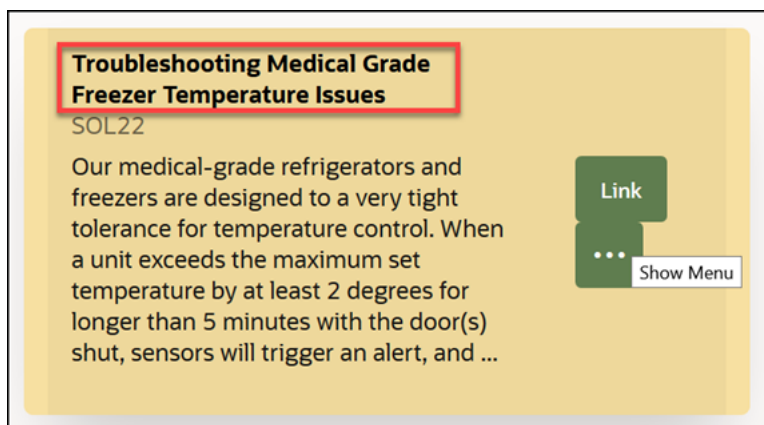 Troubleshooting Medical Grade
Freezer Temperature Issues
SOL22
Our medical-grade refrigerators and
freezers are designed to a very tight
tolerance for temperature control. When
a unit exceeds the maximum set
temperature by at least 2 degrees for
longer than 5 minutes with the door(s)
shut, sensors will trigger an alert, and ...
Link
...
Show Menu